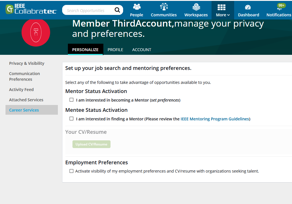 IEEE
Collabratec
Search Opportunities
People
Communities
Workspaces
More
Dashboard
Notifications
Member ThirdAccount,manage your privacy
and preferences.
PERSONALIZE
PROFILE
ACCOUNT
Privacy & Visibility
Communication
Preferences
Activity Feed
Attached Services
Career Services
Set up your job search and mentoring preferences.
Select any of the following to take advantage of opportunities available to you.
Mentor Status Activation
I am interested in becoming a Mentor (set preferences)
Mentee Status Activation
I am interested in finding a Mentor (Please review the IEEE Mentoring Program Guidelines)
Your CV/Resume
Employment Preferences
Activate visibility of my employment preferences and CV/resume with organizations seeking talent.